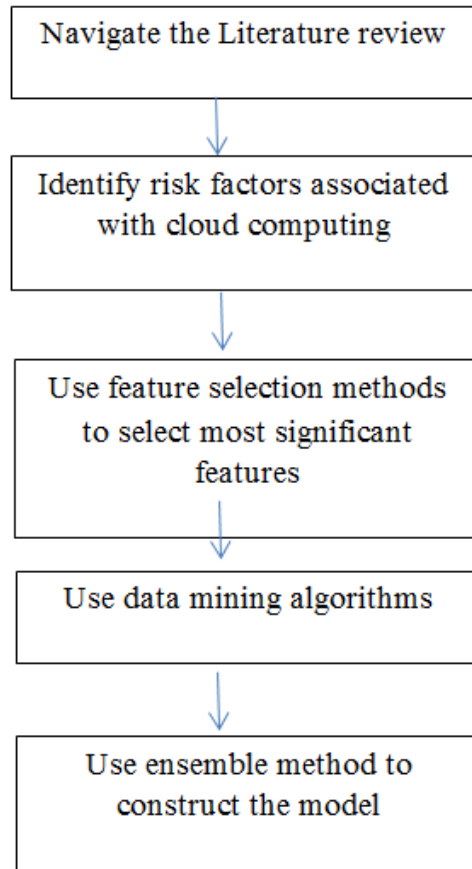 Navigate the Literature review
Identify risk factors associated
with cloud computing
Use feature selection methods
to select most significant
features
Use data mining algorithms
Use ensemble method to
construct the model